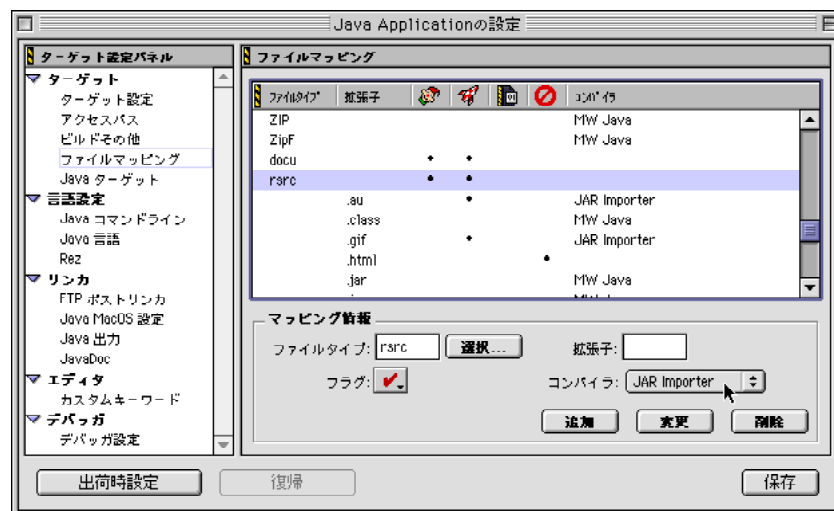 Java Applicationの設定
ターゲット設定パネル
ターゲット
ターゲット設定
アクセスパス
ビルドその他
ファイルマッピング
Java ターゲット
言語設定
Java コマンドライン
Java 言語
Rez
リンカ
FTP ポストリンカ
Java MacOS 設定
Java 出力
JavaDoc
エディタ
カスタムキーワード
デバッガ
デバッガ設定
ファイルマッピング
ファイルタイプ 拡張子 コンパイラ
ZIP MW Java
ZipF MW Java
docu
rsrc
.au JAR Importer
.class MW Java
.gif JAR Importer
.html
.jar MW Java
マッピング情報
ファイルタイプ: rsrc 選択... 拡張子:
フラグ: コンパイラ: JAR Importer
追加 変更 削除
出荷時設定 復帰 保存